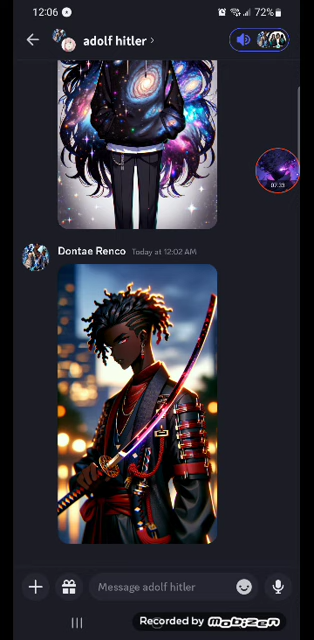 12:06
72%
adolf hitler
07:33
Dontae Renco Today at 12:02 AM
Message adolf hitler
Recorded by Mobizen